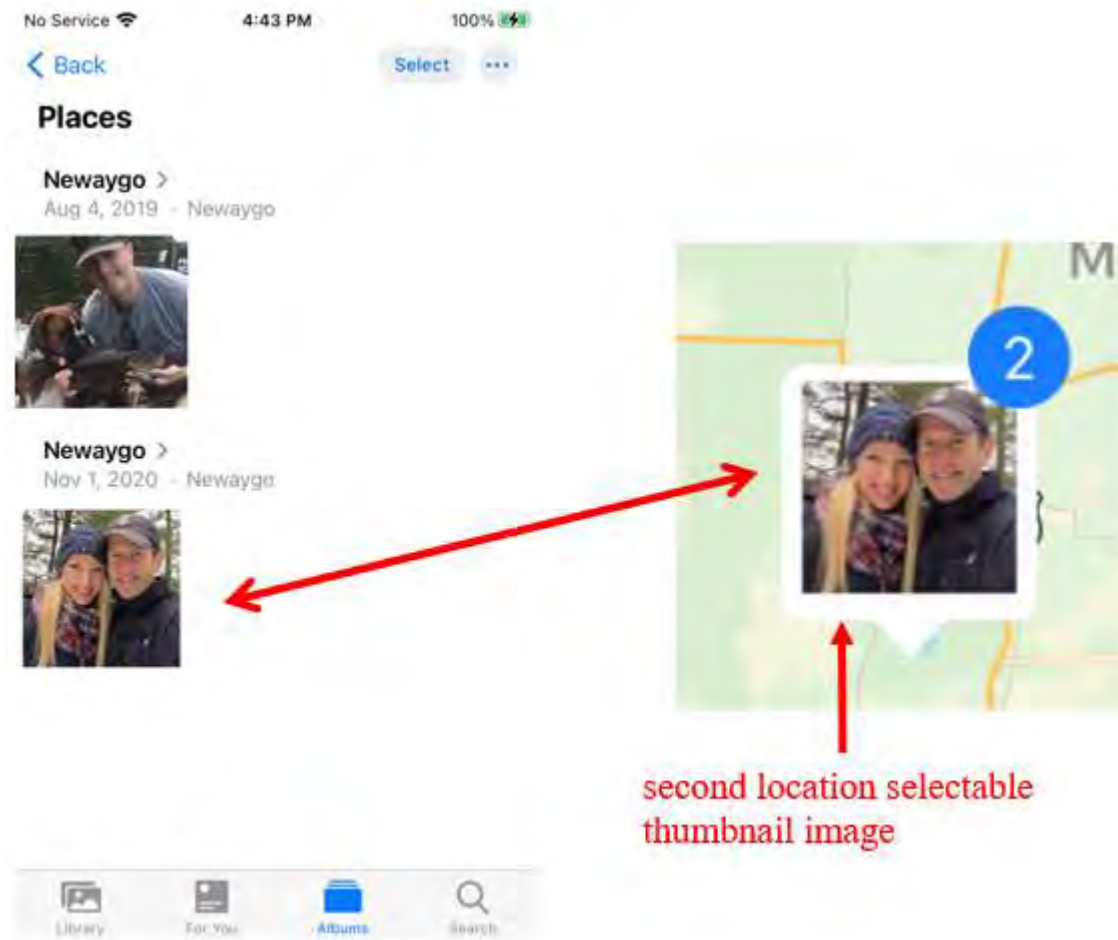 No Service 4:43 PM 100%
Back Select ...
Places
Newaygo >
Aug 4, 2019 - Newaygo
Newaygo >
Nov 1, 2020 - Newaygo
M
2
second location selectable
thumbnail image
Library For You Albums Search